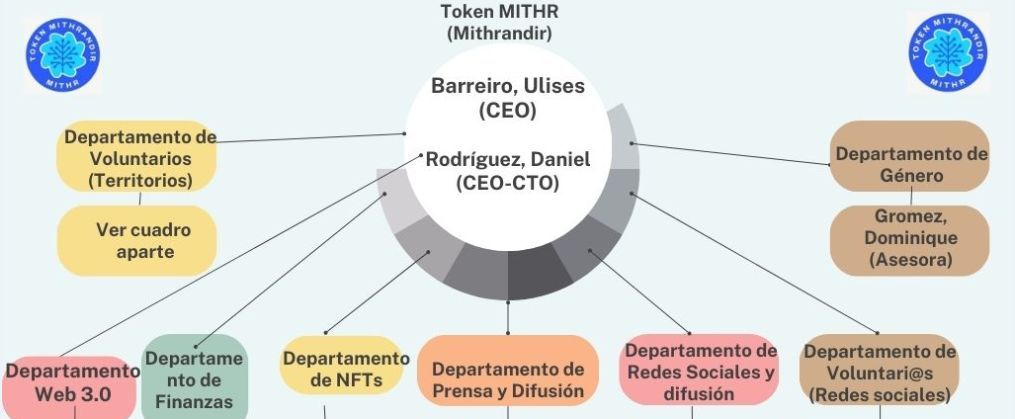 Token MITHR
(Mithrandir)
TOKEN MITHRANDIR
MITHR
TOKEN MITHRANDIR
MITHR
Barreiro, Ulises
(CEO)
Rodríguez, Daniel
(CEO-CTO)
Departamento de
Voluntarios
(Territorios)
Ver cuadro
aparte
Departamento de
Género
Gromez,
Dominique
(Asesora)
Departamento
Web 3.0
Departame
nto de
Finanzas
Departamento
de NFTs
Departamento de
Prensa y Difusión
Departamento de
Redes Sociales y
difusión
Departamento de
Voluntari@s
(Redes sociales)